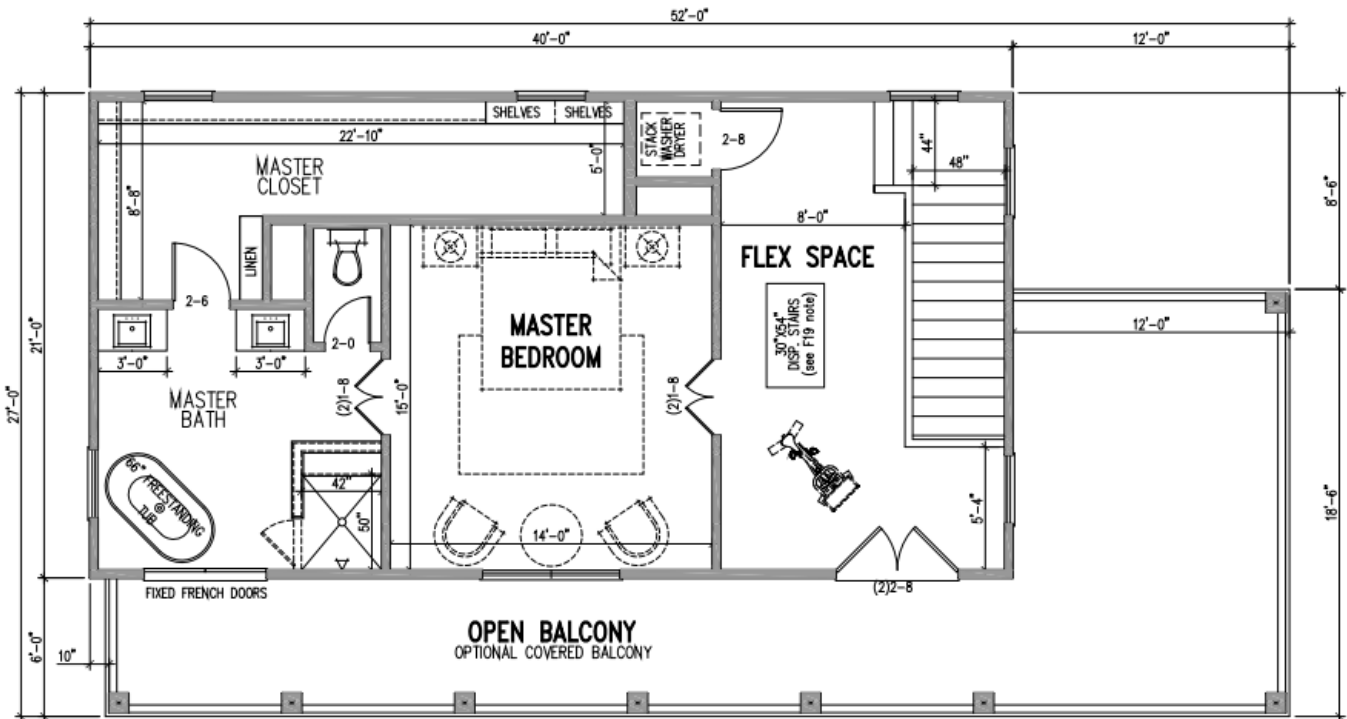 52'-0"
40'-0"
12'-0"
SHELVES
SHELVES
22'-10"
5'-0"
STACK
WASHER
DRYER
2-8
44"
48"
MASTER
CLOSET
8'-8"
8'-6"
LINEN
8'-0"
FLEX SPACE
2-6
30"X54"
DISP. STAIRS
(see F19 note)
MASTER
BEDROOM
12'-0"
21'-0"
27'-0"
3'-0"
3'-0"
2-0
(2)1-8
15'-0"
(2)1-8
MASTER
BATH
66"
FREESTANDING
TUB
42"
50"
14'-0"
5'-4"
18'-6"
FIXED FRENCH DOORS
(2)2-8
6'-0"
10"
OPEN BALCONY
OPTIONAL COVERED BALCONY